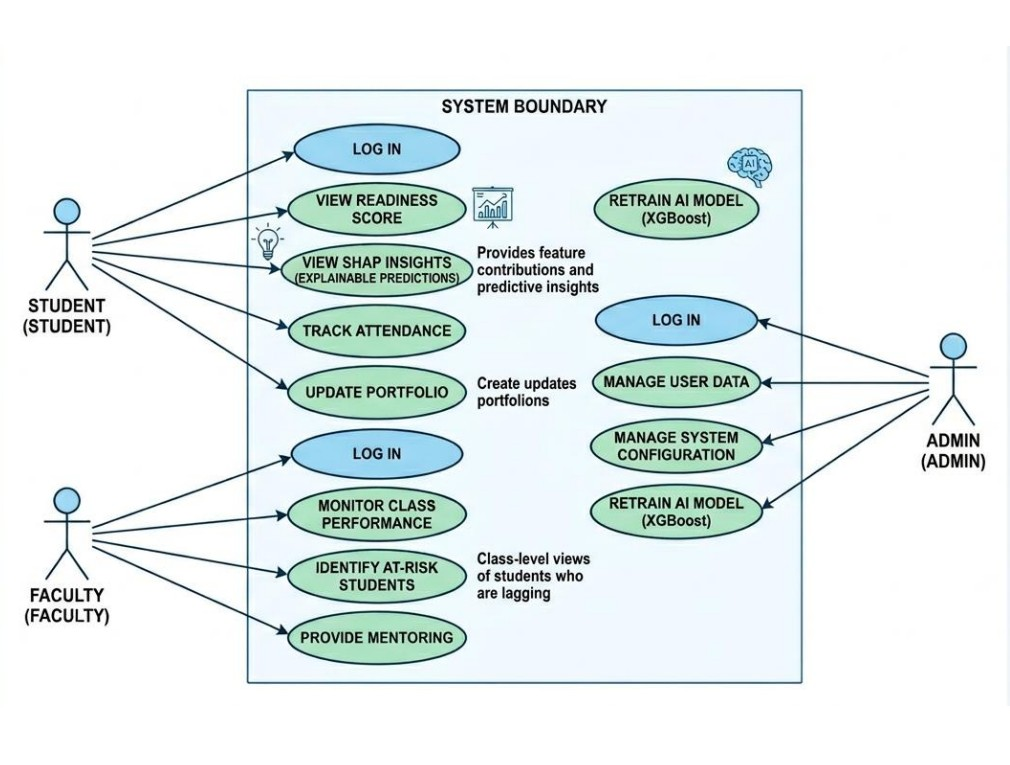 SYSTEM BOUNDARY
LOG IN
VIEW READINESS
SCORE
VIEW SHAP INSIGHTS
(EXPLAINABLE PREDICTIONS)
Provides feature
contributions and
predictive insights
TRACK ATTENDANCE
UPDATE PORTFOLIO
Create updates
portfolions
STUDENT
(STUDENT)
LOG IN
MONITOR CLASS
PERFORMANCE
IDENTIFY AT-RISK
STUDENTS
Class-level views
of students who
are lagging
PROVIDE MENTORING
FACULTY
(FACULTY)
AI
RETRAIN AI MODEL
(XGBoost)
LOG IN
MANAGE USER DATA
MANAGE SYSTEM
CONFIGURATION
RETRAIN AI MODEL
(XGBoost)
ADMIN
(ADMIN)